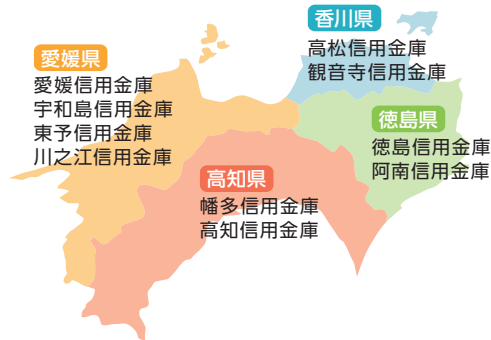 香川県
高松信用金庫
観音寺信用金庫
愛媛県
愛媛信用金庫
宇和島信用金庫
東予信用金庫
川之江信用金庫
徳島県
徳島信用金庫
阿南信用金庫
高知県
幡多信用金庫
高知信用金庫